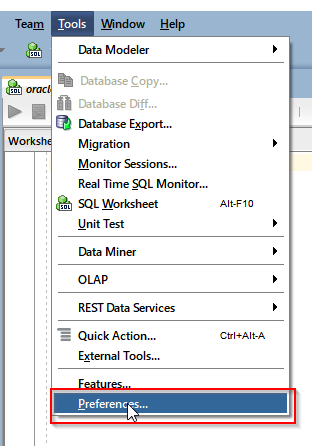 Team Tools Window Help
Data Modeler
SQL
Database Copy...
oracle
Database Diff...
Database Export...
Migration
Workshe
Monitor Sessions...
Real Time SQL Monitor...
SQL Worksheet Alt-F10
Unit Test
Data Miner
OLAP
REST Data Services
Quick Action... Ctrl+Alt-A
External Tools...
Features...
Preferences...